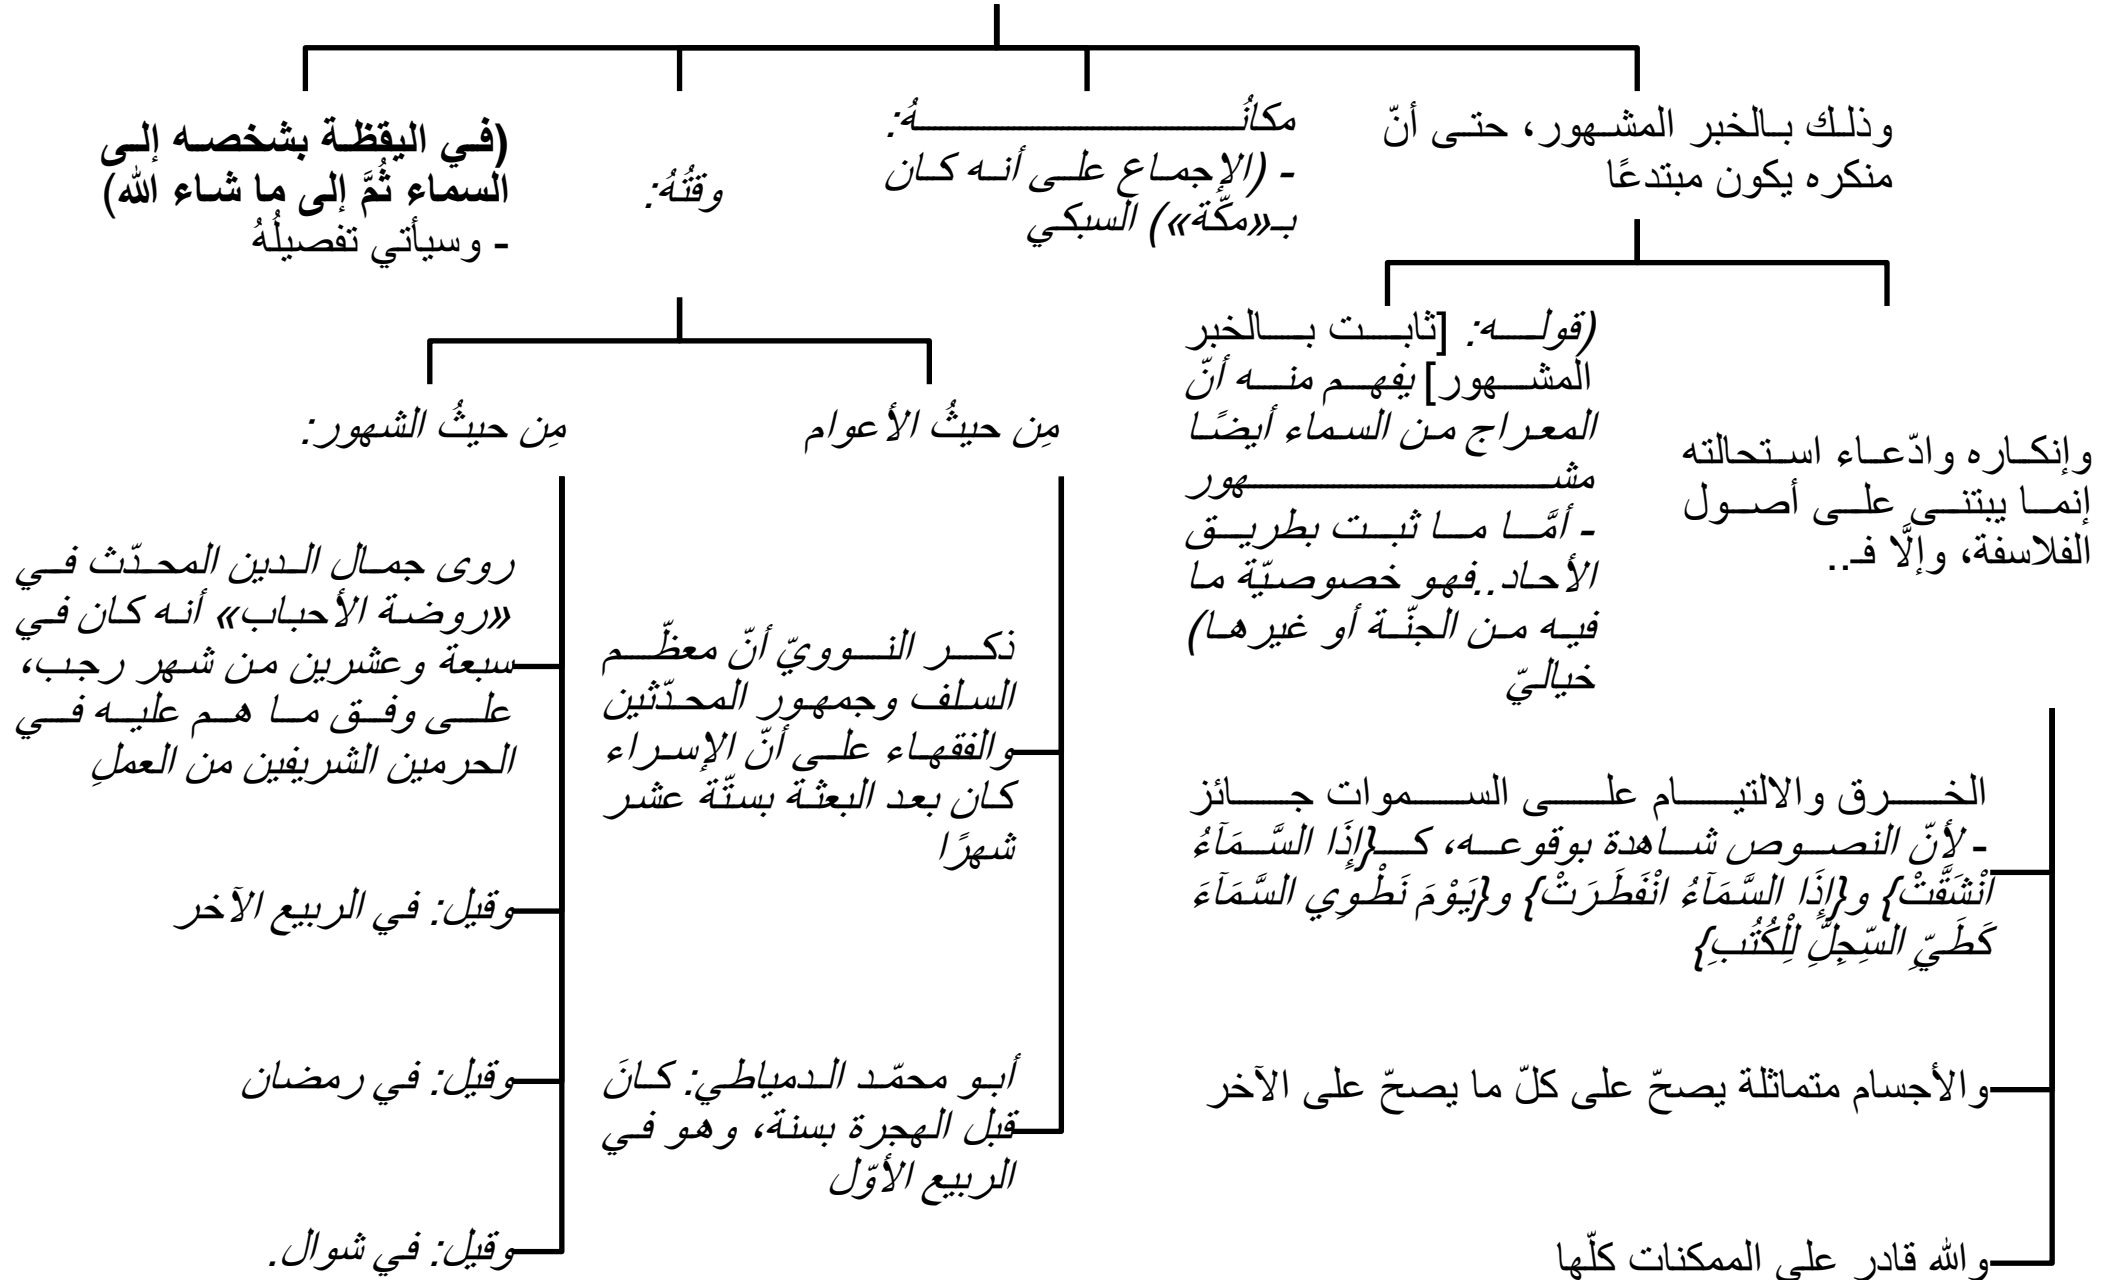 وذلك بالخبر المشهور، حتى أنّ
منكره يكون مبتدعًا
مكانُهُ:
- (الإجماع على أنه كان
بـ«مكّة») السبكي
وقتُهُ:
(في اليقظة بشخصه إلى
السماء ثُمَّ إلى ما شاء الله)
- وسيأتي تفصيلُهُ
وإنكاره وادّعاء استحالته
إنما يبتنى على أصول
الفلاسفة، وإلَّا فـ..
(قوله: [ثابت بالخبر
المشهور] يفهم منه أنّ
المعراج من السماء أيضًا
مشهور
- أمَّا ما ثبت بطريق
الأحاد..فهو خصوصيّة ما
فيه من الجنّة أو غيرها)
خياليّ
الخرق والالتيام على السموات جائز
- لأنّ النصوص شاهدة بوقوعه، كـ{إِذَا السَّمَآءُ
انْشَقَّتْ} و{إِذَا السَّمَآءُ انْفَطَرَتْ} و{يَوْمَ نَطْوِي السَّمَآءَ
كَطَيِّ السِّجِلِّ لِلْكُتُبِ}
والأجسام متماثلة يصحّ على كلّ ما يصحّ على الآخر
والله قادر على الممكنات كلّها
مِن حيثُ الأعوام
ذكر النوويّ أنّ معظّم
السلف وجمهور المحدّثين
والفقهاء على أنّ الإسراء
كان بعد البعثة بستّة عشر
شهرًا
أبو محمّد الدمياطي: كانَ
قبل الهجرة بسنة، وهو في
الربيع الأوّل
مِن حيثُ الشهور:
روى جمال الدين المحدّث في
«روضة الأحباب» أنه كان في
سبعة وعشرين من شهر رجب،
على وفق ما هم عليه في
الحرمين الشريفين من العملِ
وقيل: في الربيع الآخر
وقيل: في رمضان
وقيل: في شوال.